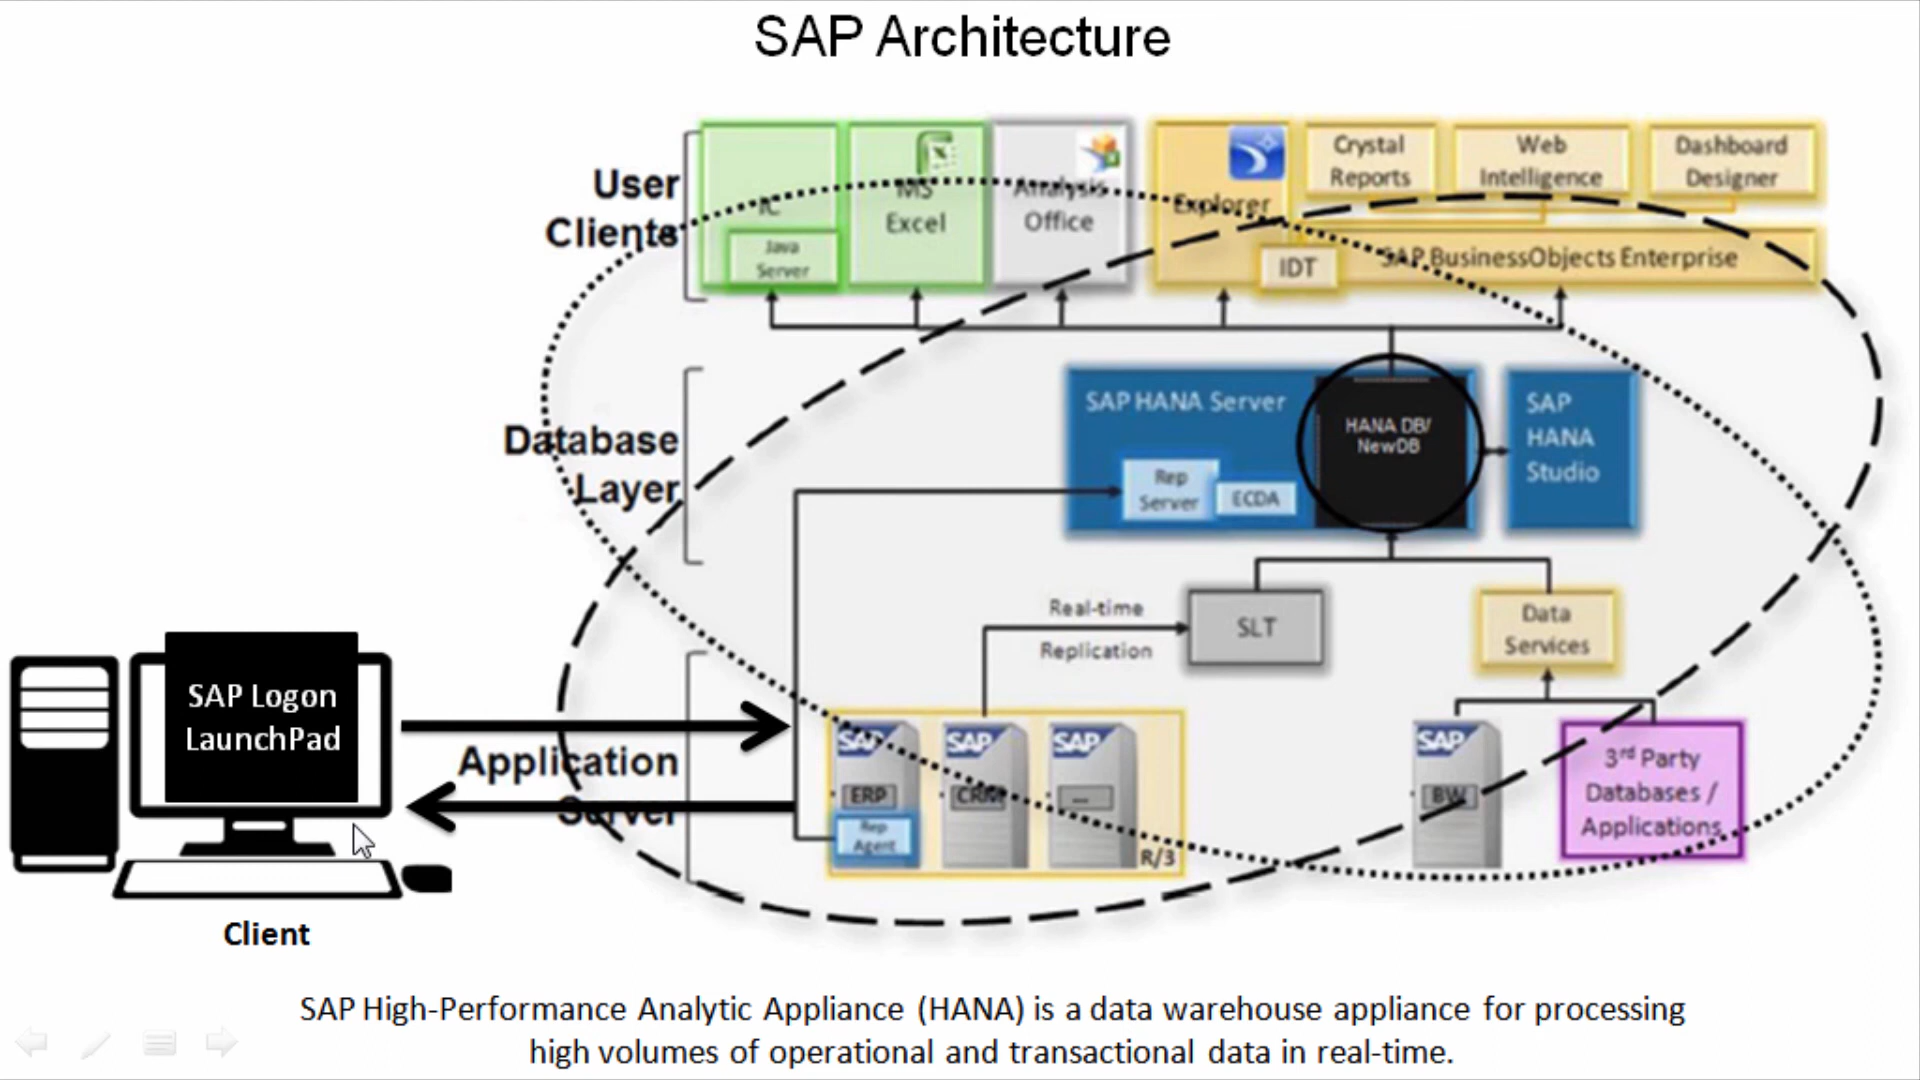 SAP Architecture
User
Clients
IC
Java
Server
MS
Excel
Analysis
Office
Explorer
Crystal
Reports
Web
Intelligence
Dashboard
Designer
IDT
SAP BusinessObjects Enterprise
Database
Layer
SAP HANA Server
Rep
Server
ECDA
HANA DB/
NewDB
SAP
HANA
Studio
Real-time
Replication
SLT
Data
Services
SAP Logon
LaunchPad
Client
Application
Server
SAP
ERP
Rep
Agent
SAP
CRM
SAP
...
R/3
SAP
BW
3rd Party
Databases /
Applications
SAP High-Performance Analytic Appliance (HANA) is a data warehouse appliance for processing
high volumes of operational and transactional data in real-time.